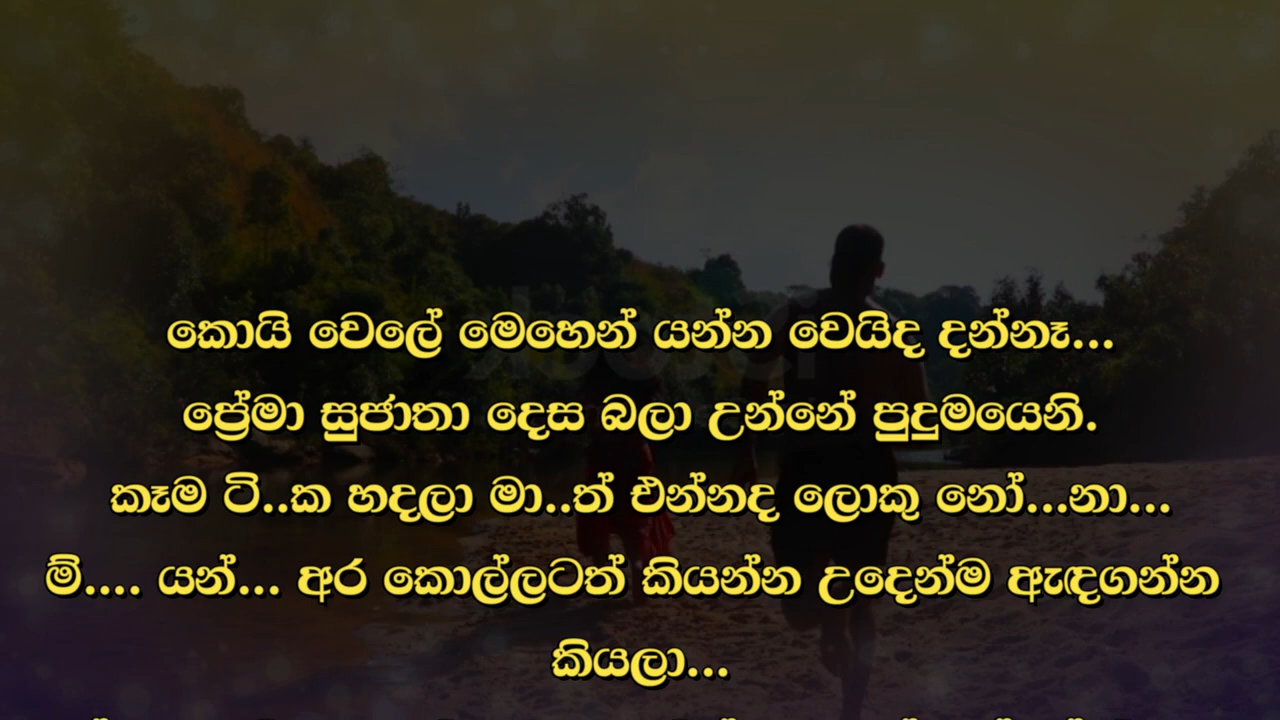 කොයි වෙලේ මෙහෙන් යන්න වෙයිද දන්නෑ...
ප්‍රේමා සුජාතා දෙස බලා උන්නේ පුදුමයෙනි.
කෑම ටි..ක හදලා මා..ත් එන්නද ලොකු නෝ...නා...
ම්.... යන්... අර කොල්ලටත් කියන්න උදෙන්ම ඇඳගන්න
කියලා...